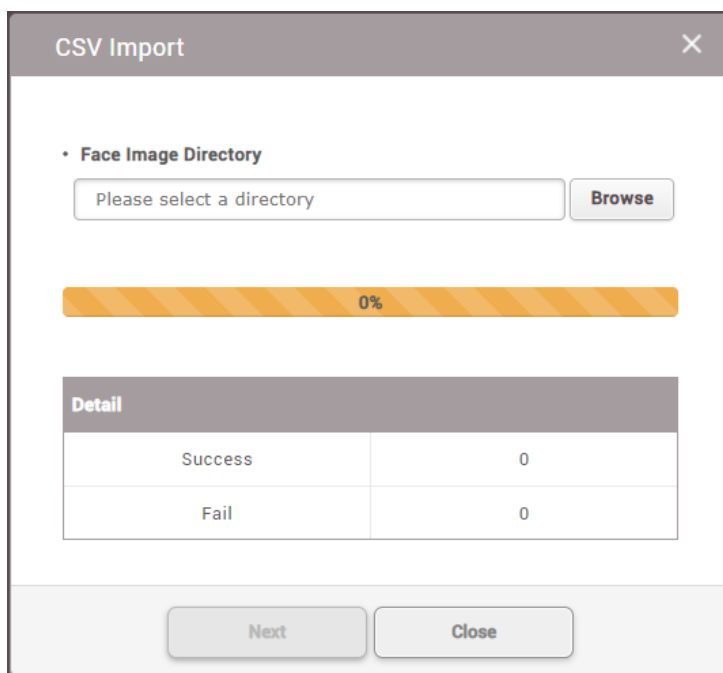 CSV Import
• Face Image Directory
Please select a directory Browse
0%
Detail
Success 0
Fail 0
Next Close